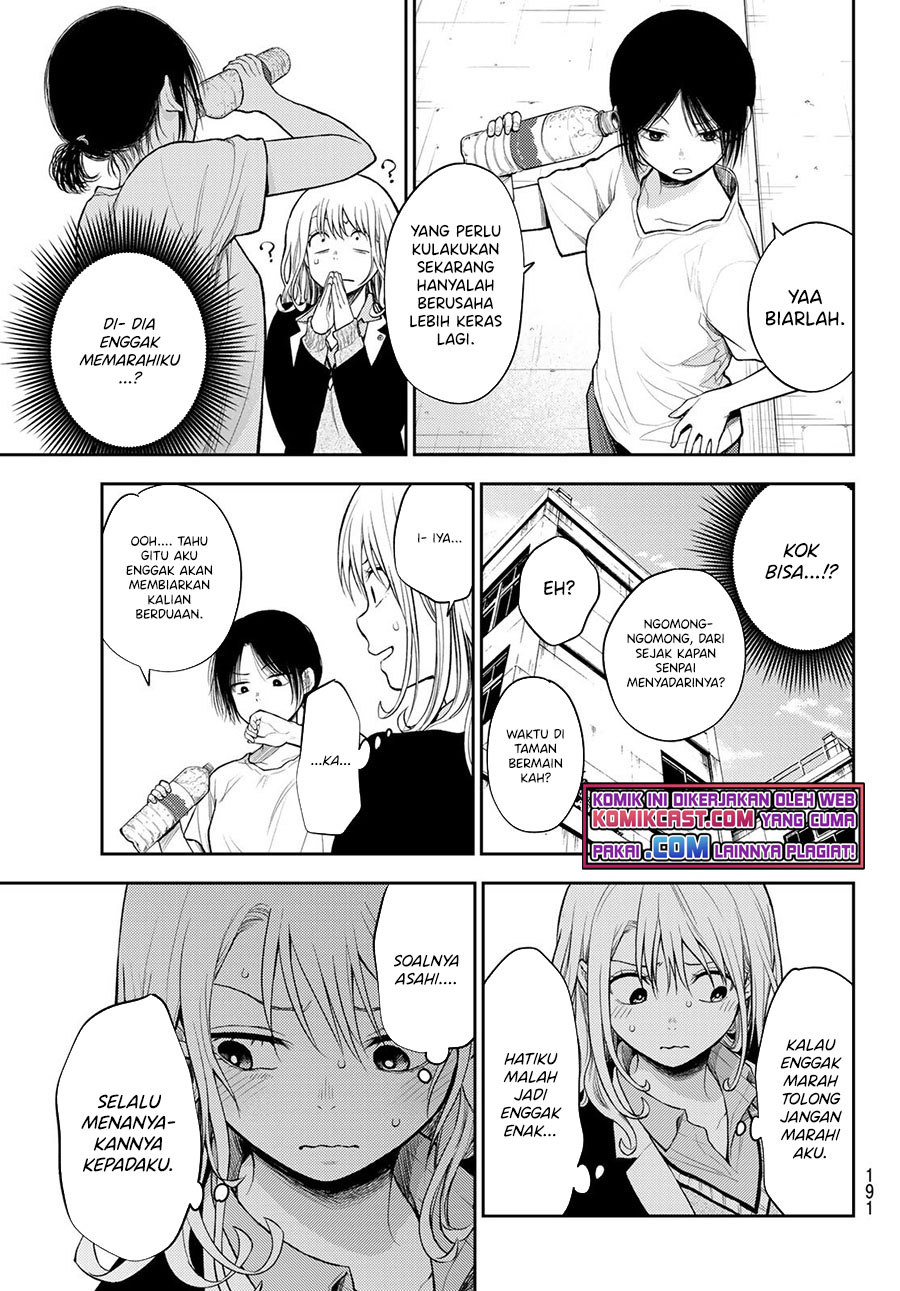 YAA
BIARLAH.
YANG PERLU
KULAKUKAN
SEKARANG
HANYALAH
BERUSAHA
LEBIH KERAS
LAGI.
?
?
DI- DIA
ENGGAK
MEMARAHIKU
...?
KOK
BISA...!?
NGOMONG-
NGOMONG, DARI
SEJAK KAPAN
SENPAI
MENYADARINYA?
EH?
WAKTU DI
TAMAN
BERMAIN
KAH?
I- IYA...
OOH.... TAHU
GITU AKU
ENGGAK AKAN
MEMBIARKAN
KALIAN
BERDUAAN.
...KA...
KOMIK INI DIKERJAKAN OLEH WEB
KOMIKCAST.COM YANG CUMA
PAKAI .COM LAINNYA PLAGIAT!
KALAU
ENGGAK
MARAH
TOLONG
JANGAN
MARAHI
AKU.
HATIKU
MALAH
JADI
ENGGAK
ENAK...
SOALNYA
ASAHI....
SELALU
MENANYA-
KANNYA
KEPADAKU.
191